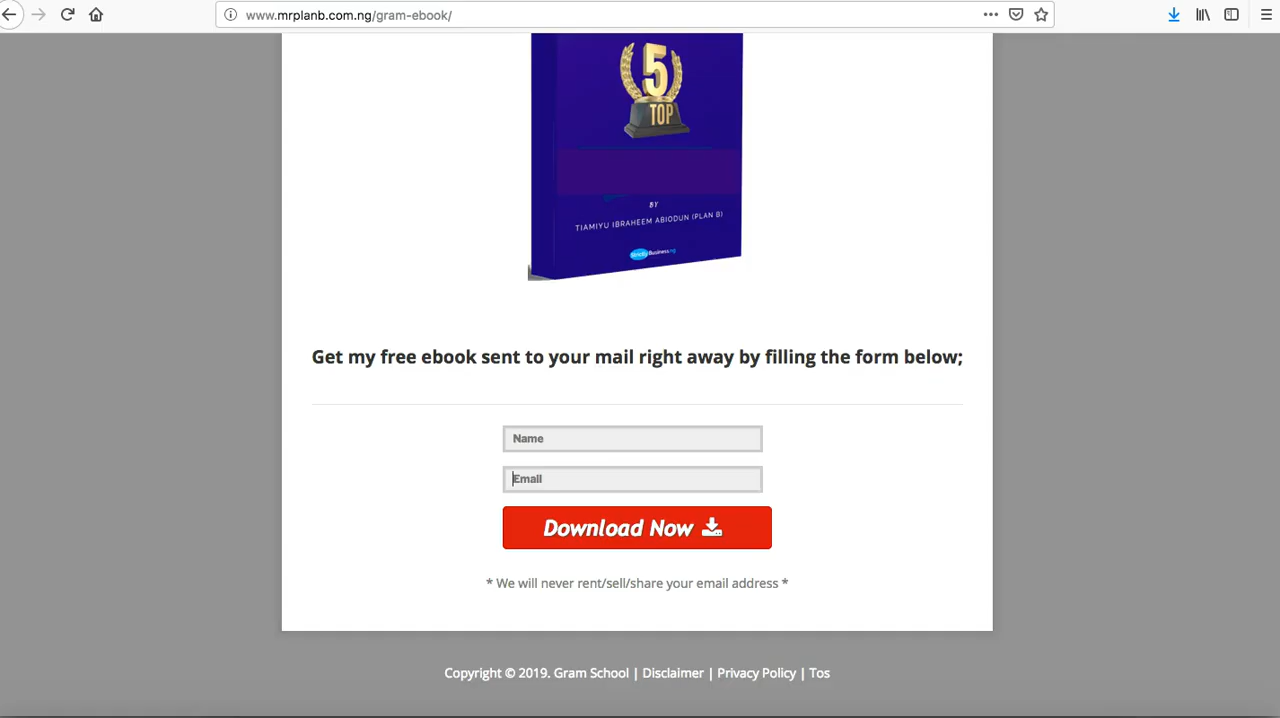 www.mrplanb.com.ng/gram-ebook/
5
TOP
BY
TIAMIYU IBRAHEEM ABIODUN (PLAN B)
StrictlyBusiness.ng
Get my free ebook sent to your mail right away by filling the form below;
Name
Email
Download Now
* We will never rent/sell/share your email address *
Copyright © 2019. Gram School | Disclaimer | Privacy Policy | Tos